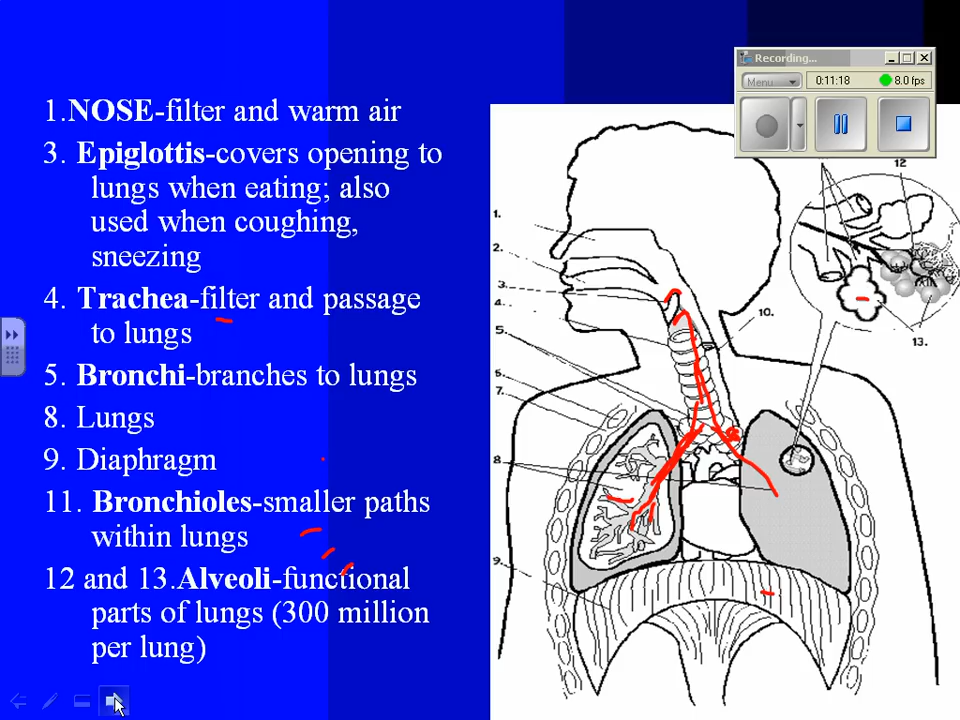 Recording...
Menu
0:11:18
8.0 fps
1.NOSE-filter and warm air
3. Epiglottis-covers opening to
lungs when eating; also
used when coughing,
sneezing
4. Trachea-filter and passage
to lungs
5. Bronchi-branches to lungs
8. Lungs
9. Diaphragm
11. Bronchioles-smaller paths
within lungs
12 and 13.Alveoli-functional
parts of lungs (300 million
per lung)
1.
2.
3.
4.
5.
6.
7.
8.
9.
10.
12
13.